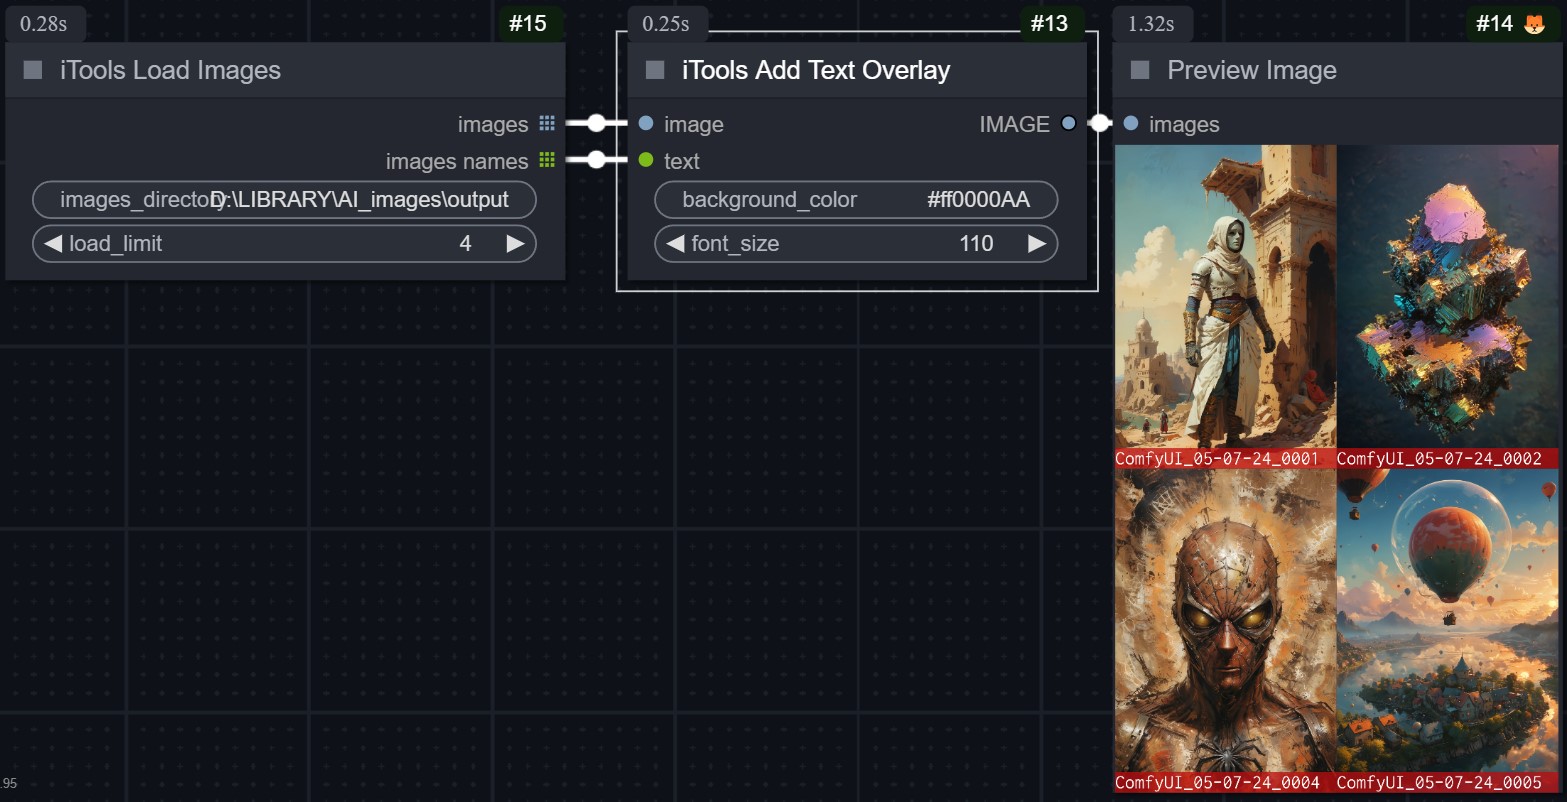 0.28s
#15
iTools Load Images
images
images names
images_directory D:\LIBRARY\AI_images\output
load_limit 4
0.25s
#13
iTools Add Text Overlay
image IMAGE
text
background_color #ff0000AA
font_size 110
1.32s
#14
Preview Image
images
ComfyUI_05-07-24_0001 ComfyUI_05-07-24_0002
ComfyUI_05-07-24_0004 ComfyUI_05-07-24_0005
.95